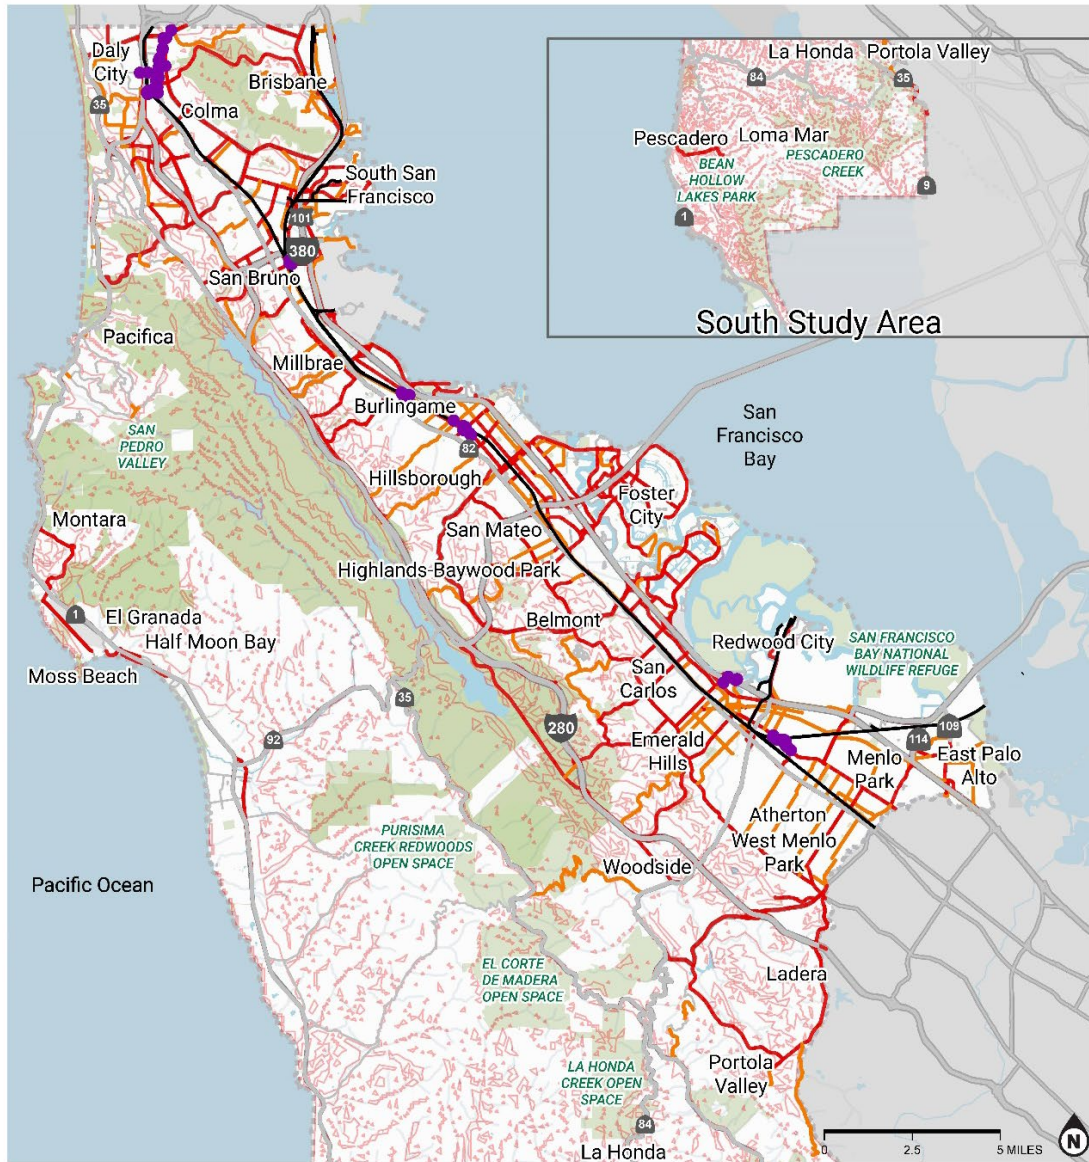 Daly
City
Brisbane
35
Colma
South San
Francisco
101
380
San Bruno
Pacifica
Millbrae
Burlingame
82
SAN
PEDRO
VALLEY
Hillsborough
Montara
San Mateo
Foster
City
Highlands-Baywood Park
San
Francisco
Bay
1
El Granada
Half Moon Bay
Belmont
Redwood City
SAN FRANCISCO
BAY NATIONAL
WILDLIFE REFUGE
Moss Beach
San
Carlos
35
280
92
109
114
Emerald
Hills
Menlo
Park
East Palo
Alto
Atherton
West Menlo
Park
PURISIMA
CREEK REDWOODS
OPEN SPACE
Woodside
Pacific Ocean
EL CORTE
DE MADERA
OPEN SPACE
Ladera
LA HONDA
CREEK OPEN
SPACE
Portola
Valley
84
La Honda
La Honda
Portola Valley
84
35
Pescadero
Loma Mar
BEAN
HOLLOW
LAKES PARK
PESCADERO
CREEK
9
1
South Study Area
0 2.5 5 MILES
N